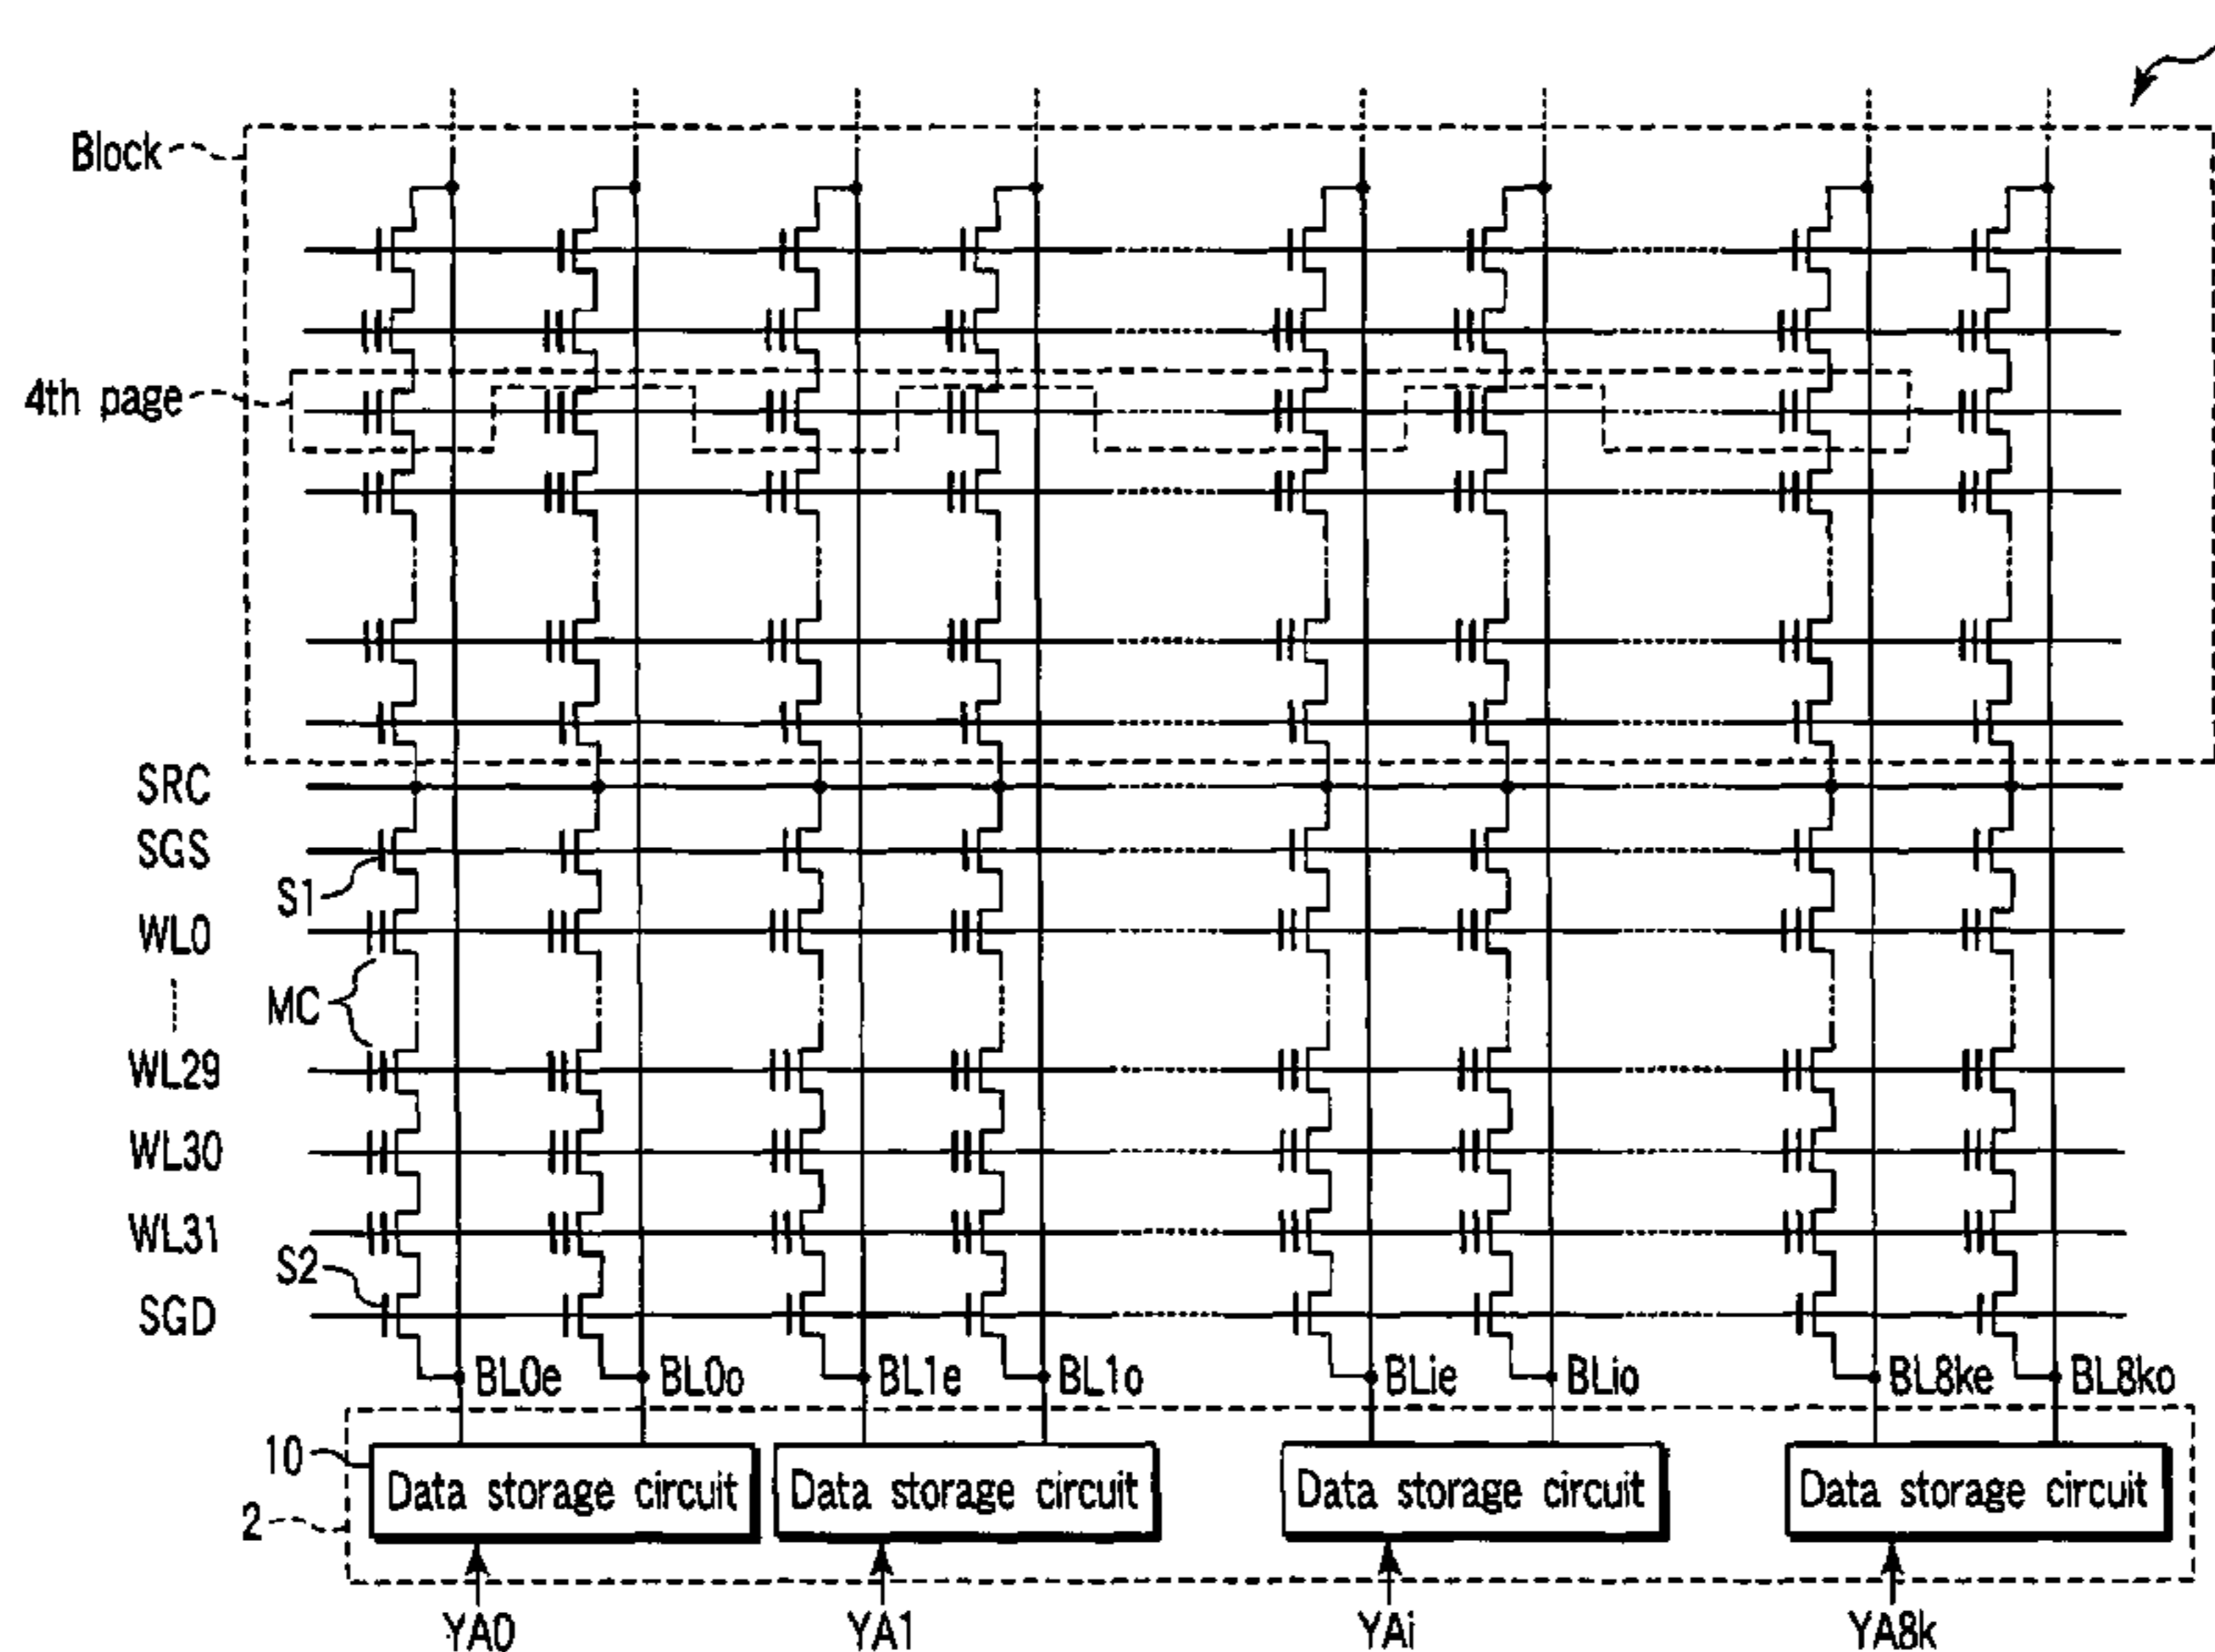 Block
4th page
SRC
SGS
S1
WL0
MC
WL29
WL30
WL31
S2
SGD
BL0e BL0o BL1e BL1o BLie BLio BL8ke BL8ko
10
Data storage circuit Data storage circuit Data storage circuit Data storage circuit
2
YA0 YA1 YAi YA8k